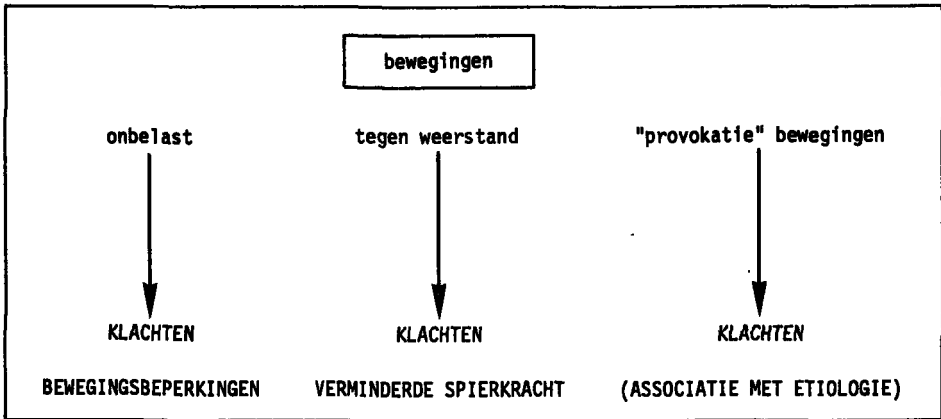 bewegingen
onbelast tegen weerstand "provokatie" bewegingen
KLACHTEN KLACHTEN KLACHTEN
BEWEGINGSBEPERKINGEN VERMINDERDE SPIERKRACHT (ASSOCIATIE MET ETIOLOGIE)